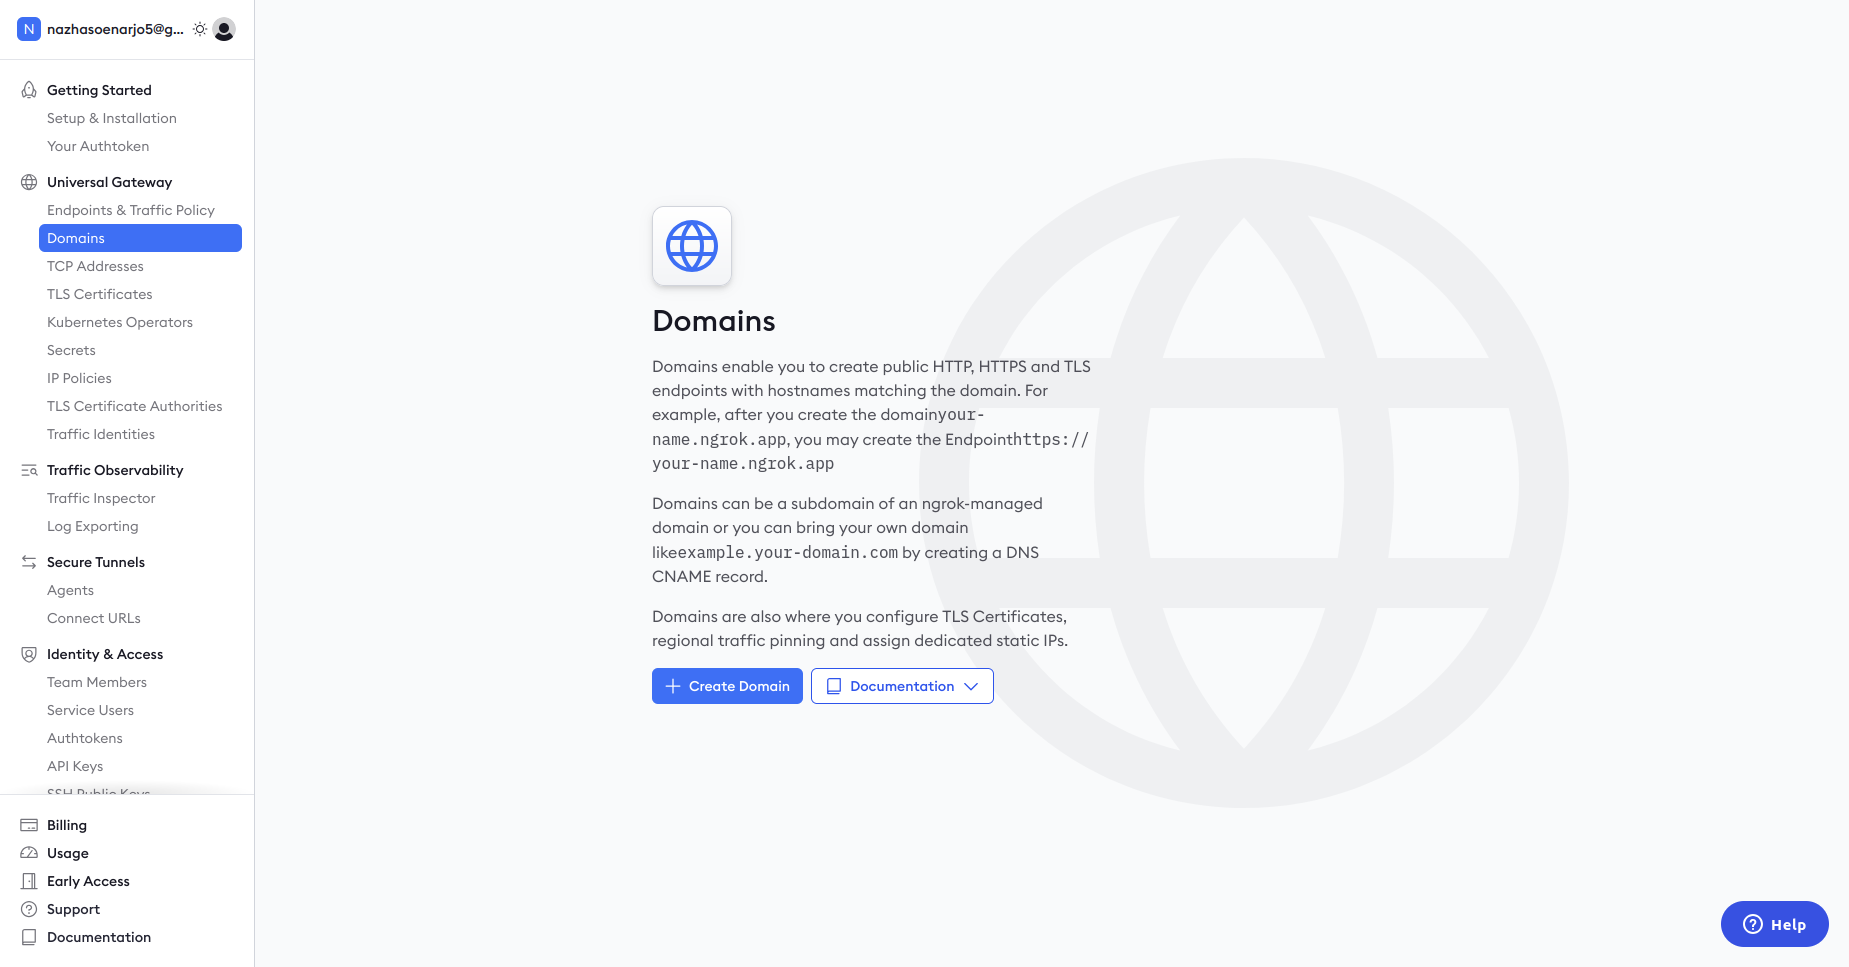 N nazhasoenarjo5@g...
Getting Started
Setup & Installation
Your Authtoken
Universal Gateway
Endpoints & Traffic Policy
Domains
TCP Addresses
TLS Certificates
Kubernetes Operators
Secrets
IP Policies
TLS Certificate Authorities
Traffic Identities
Traffic Observability
Traffic Inspector
Log Exporting
Secure Tunnels
Agents
Connect URLs
Identity & Access
Team Members
Service Users
Authtokens
API Keys
SSH Public Keys
Billing
Usage
Early Access
Support
Documentation
Domains
Domains enable you to create public HTTP, HTTPS and TLS
endpoints with hostnames matching the domain. For
example, after you create the domainyour-
name.ngrok.app, you may create the Endpointhttps://
your-name.ngrok.app
Domains can be a subdomain of an ngrok-managed
domain or you can bring your own domain
likeexample.your-domain.com by creating a DNS
CNAME record.
Domains are also where you configure TLS Certificates,
regional traffic pinning and assign dedicated static IPs.
Create Domain
Documentation
Help